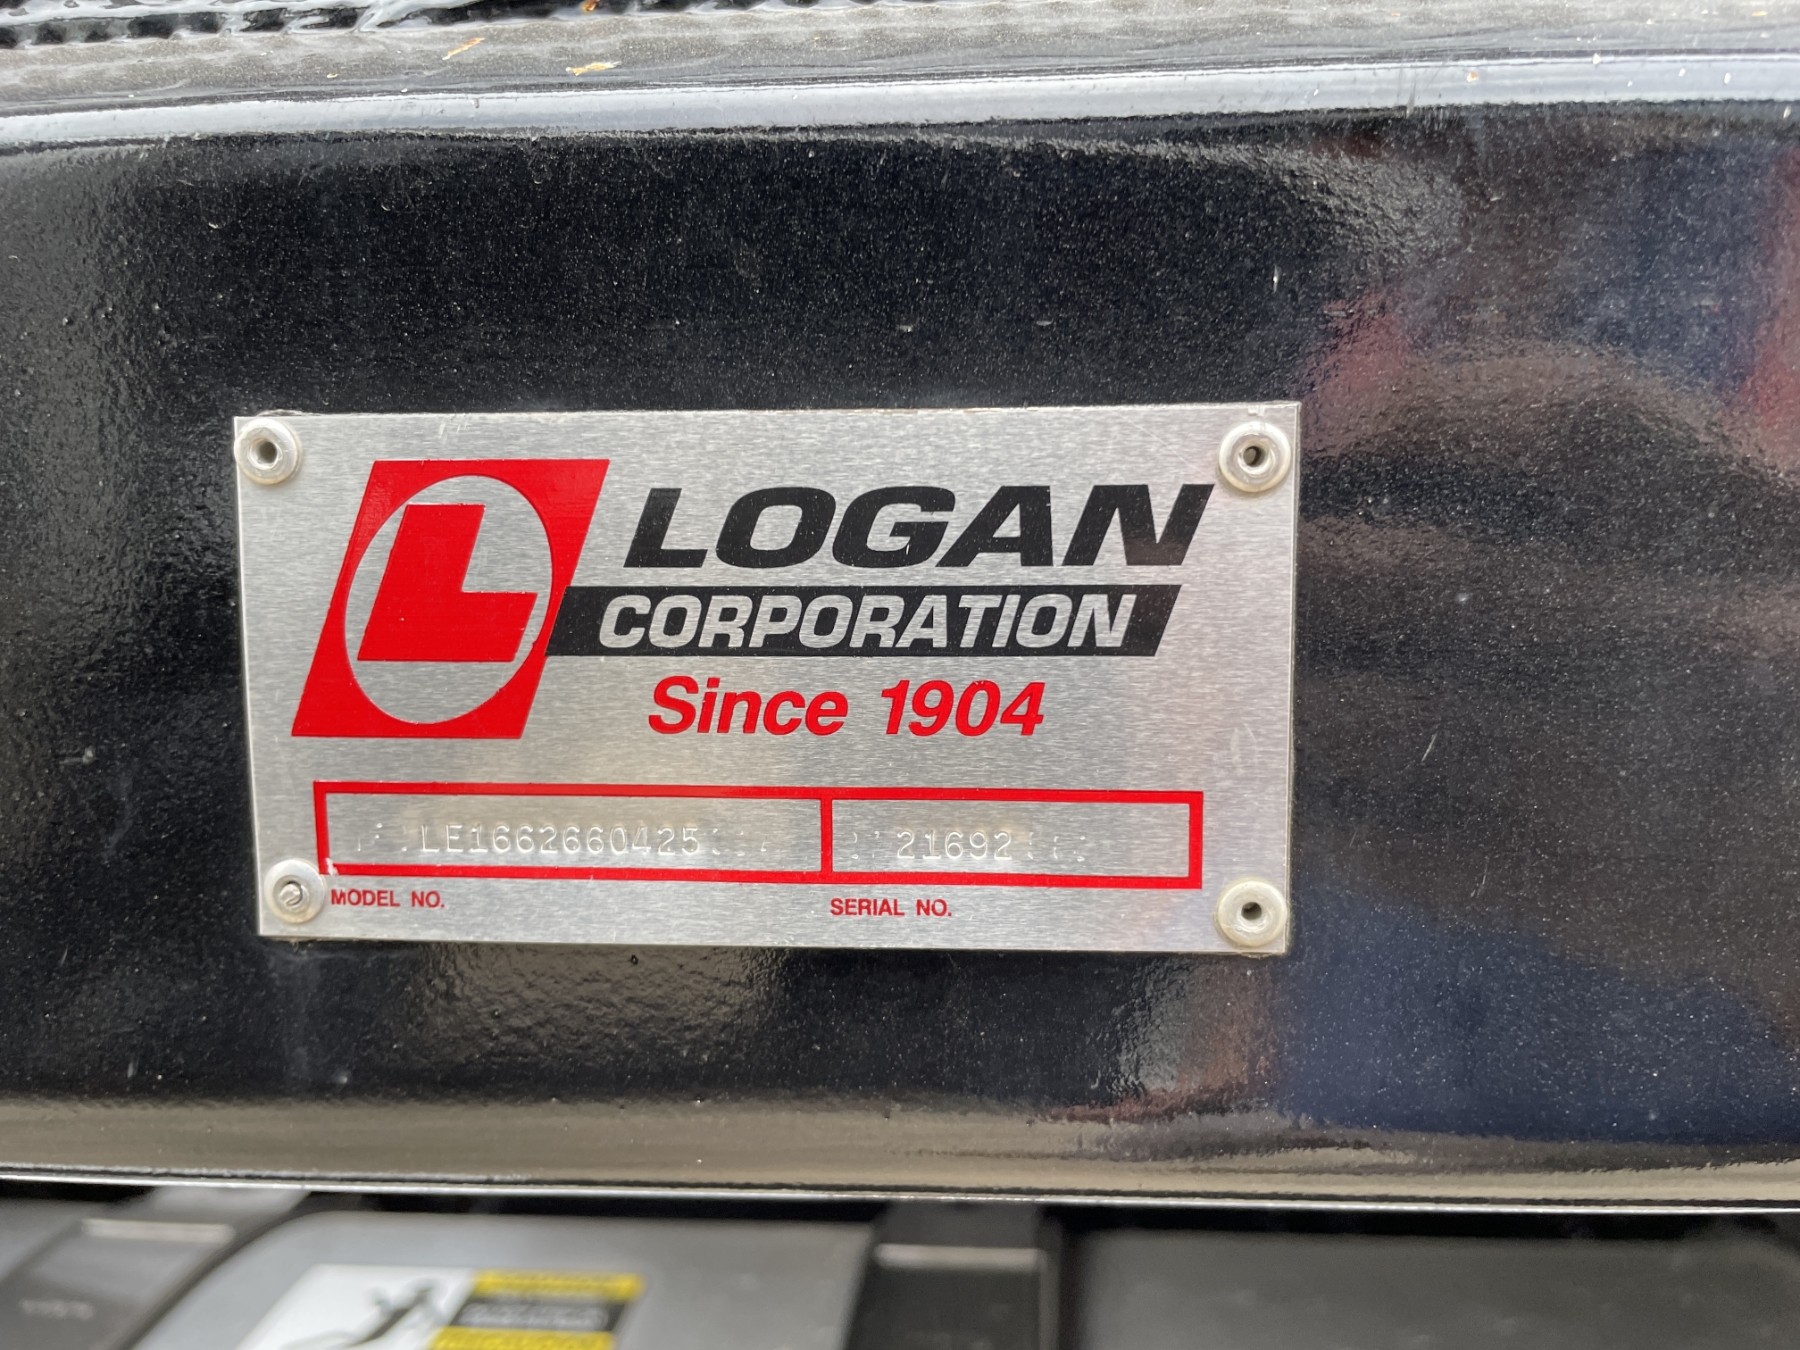 L
LOGAN
CORPORATION
Since 1904
LE1662660425
21692
MODEL NO.
SERIAL NO.